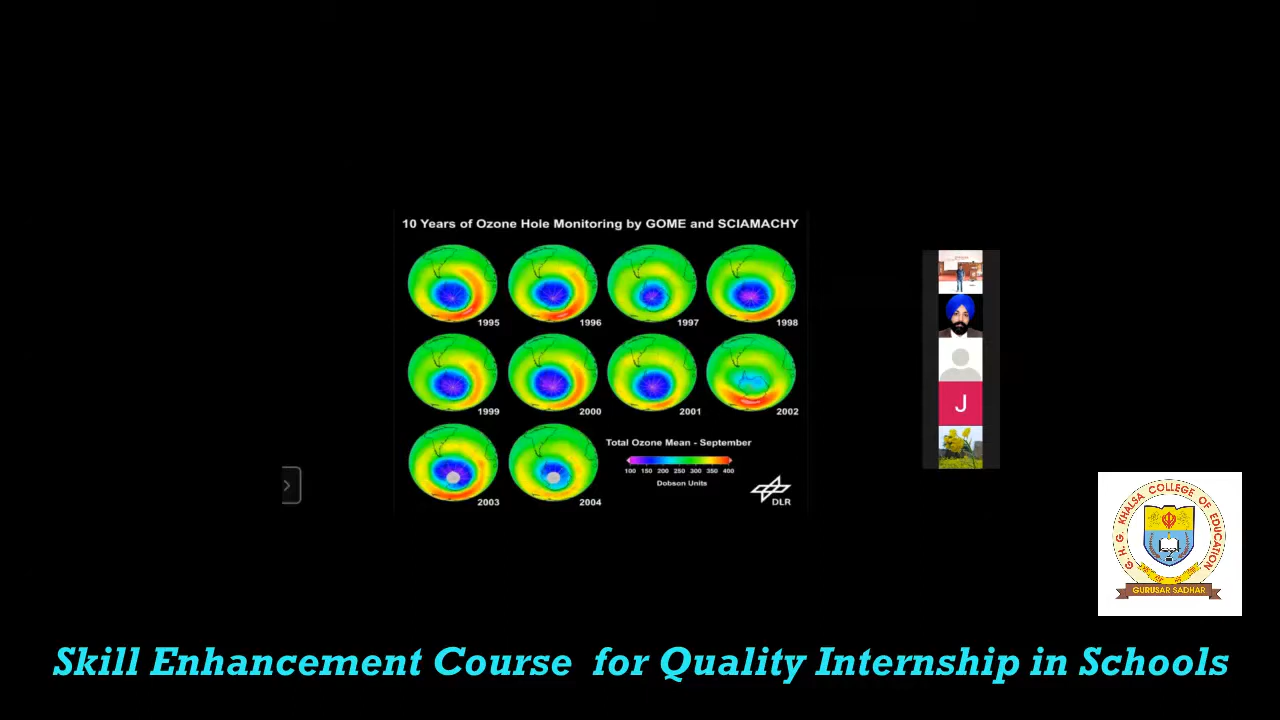 10 Years of Ozone Hole Monitoring by GOME and SCIAMACHY
1995
1996
1997
1998
1999
2000
2001
2002
2003
2004
Total Ozone Mean - September
100 150 200 250 300 350 400
Dobson Units
DLR
J
G. H. G. KHALSA COLLEGE OF EDUCATION
GURUSAR SADHAR
Skill Enhancement Course for Quality Internship in Schools